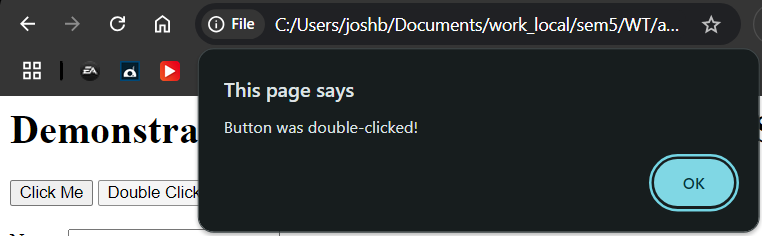 File C:/Users/joshb/Documents/work_local/sem5/WT/a...
EA
This page says
Button was double-clicked!
OK
Demonstra
Click Me Double Click